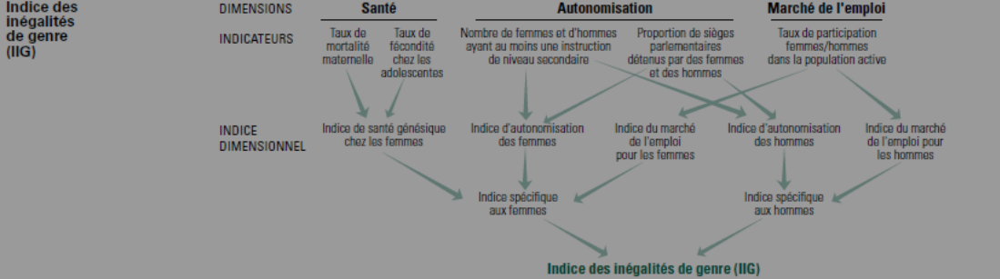 Indice des
inégalités
de genre
(IIG)
DIMENSIONS
Santé
Autonomisation
Marché de l'emploi
INDICATEURS
Taux de
mortalité
maternelle
Taux de
fécondité
chez les
adolescentes
Nombre de femmes et d'hommes
ayant au moins une instruction
de niveau secondaire
Proportion de sièges
parlementaires
détenus par des femmes
et des hommes
Taux de participation
femmes/hommes
dans la population active
INDICE
DIMENSIONNEL
Indice de santé génésique
chez les femmes
Indice d'autonomisation
des femmes
Indice du marché
de l'emploi
pour les femmes
Indice d'autonomisation
des hommes
Indice du marché
de l'emploi pour
les hommes
Indice spécifique
aux femmes
Indice spécifique
aux hommes
Indice des inégalités de genre (IIG)